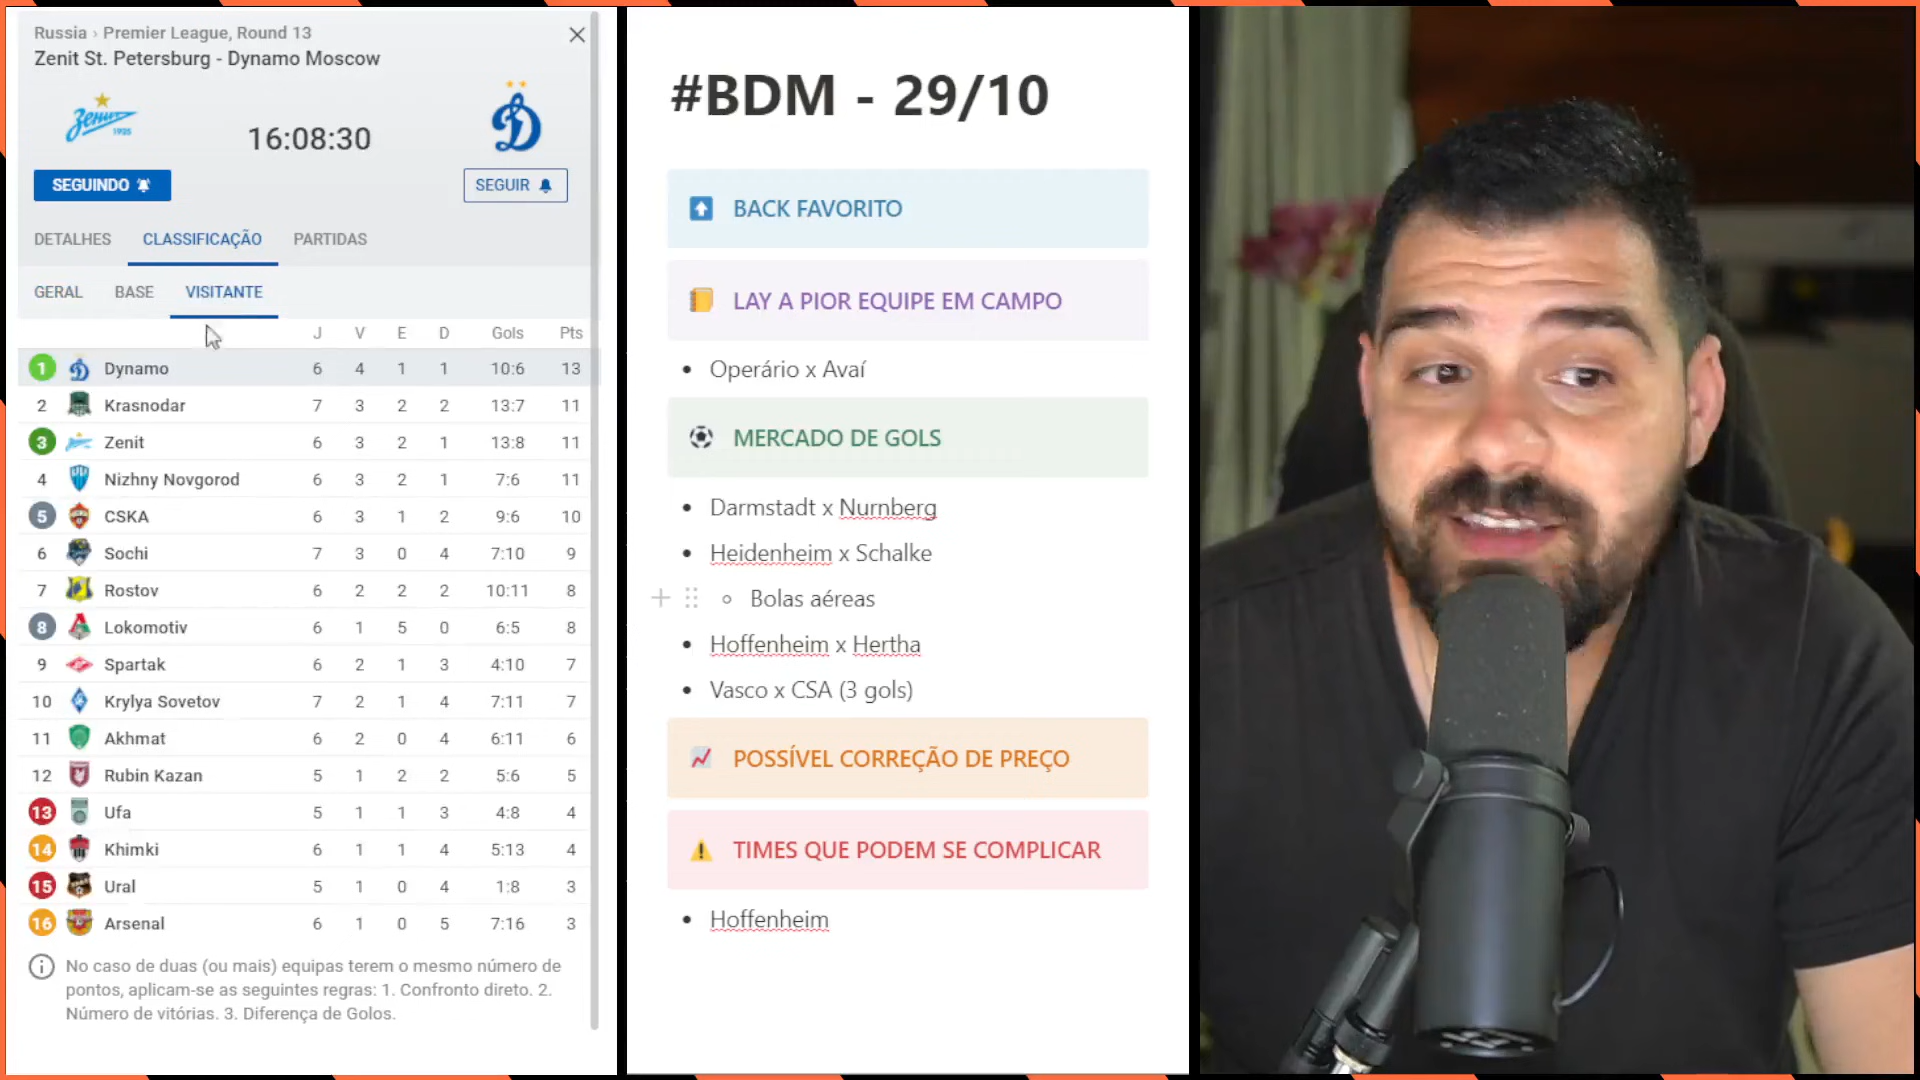 Russia › Premier League, Round 13
Zenit St. Petersburg - Dynamo Moscow
Зенит
1925
16:08:30
SEGUINDO
SEGUIR
DETALHES CLASSIFICAÇÃO PARTIDAS
GERAL BASE VISITANTE
J V E D Gols Pts
1 Dynamo 6 4 1 1 10:6 13
2 Krasnodar 7 3 2 2 13:7 11
3 Zenit 6 3 2 1 13:8 11
4 Nizhny Novgorod 6 3 2 1 7:6 11
5 CSKA 6 3 1 2 9:6 10
6 Sochi 7 3 0 4 7:10 9
7 Rostov 6 2 2 2 10:11 8
8 Lokomotiv 6 1 5 0 6:5 8
9 Spartak 6 2 1 3 4:10 7
10 Krylya Sovetov 7 2 1 4 7:11 7
11 Akhmat 6 2 0 4 6:11 6
12 Rubin Kazan 5 1 2 2 5:6 5
13 Ufa 5 1 1 3 4:8 4
14 Khimki 6 1 1 4 5:13 4
15 Ural 5 1 0 4 1:8 3
16 Arsenal 6 1 0 5 7:16 3
No caso de duas (ou mais) equipas terem o mesmo número de
pontos, aplicam-se as seguintes regras: 1. Confronto direto. 2.
Número de vitórias. 3. Diferença de Golos.
#BDM - 29/10
BACK FAVORITO
LAY A PIOR EQUIPE EM CAMPO
• Operário x Avaí
MERCADO DE GOLS
• Darmstadt x Nurnberg
• Heidenheim x Schalke
◦ Bolas aéreas
• Hoffenheim x Hertha
• Vasco x CSA (3 gols)
POSSÍVEL CORREÇÃO DE PREÇO
TIMES QUE PODEM SE COMPLICAR
• Hoffenheim